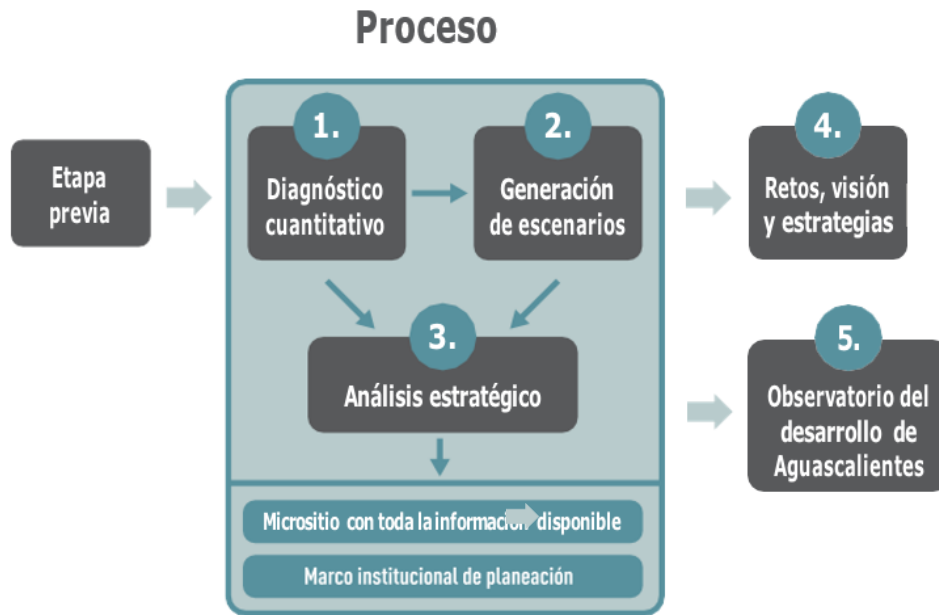 Proceso
Etapa
previa
1.
Diagnóstico
cuantitativo
2.
Generación
de escenarios
3.
Análisis estratégico
Micrositio con toda la información disponible
Marco institucional de planeación
4.
Retos, visión
y estrategias
5.
Observatorio del
desarrollo de
Aguascalientes